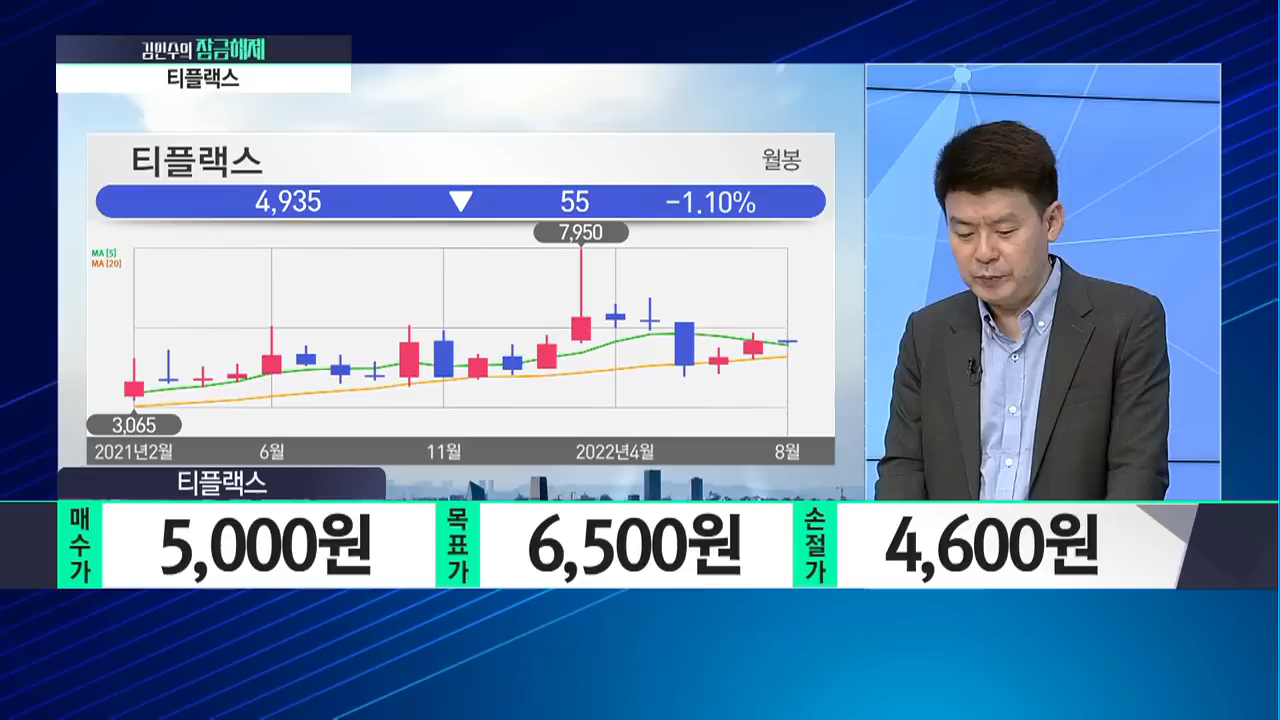 김민수의 잠금해제
티플랙스
티플랙스
월봉
4,935 ▼ 55 -1.10%
7,950
MA [5]
MA [20]
3,065
2021년2월 6월 11월 2022년4월 8월
티플랙스
매수가 5,000원 목표가 6,500원 손절가 4,600원